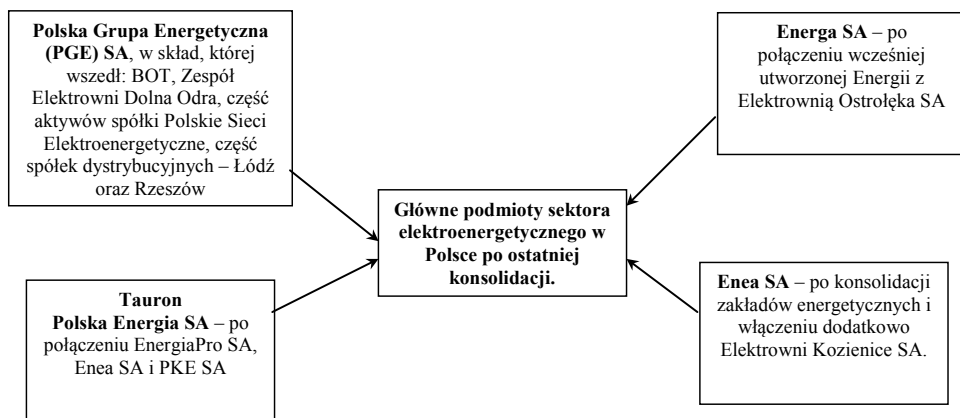 Polska Grupa Energetyczna
(PGE) SA, w skład, której
wszedł: BOT, Zespół
Elektrowni Dolna Odra, część
aktywów spółki Polskie Sieci
Elektroenergetyczne, część
spółek dystrybucyjnych – Łódź
oraz Rzeszów
Energa SA – po
połączeniu wcześniej
utworzonej Energii z
Elektrownią Ostrołęka SA
Główne podmioty sektora
elektroenergetycznego w
Polsce po ostatniej
konsolidacji.
Tauron
Polska Energia SA – po
połączeniu EnergiaPro SA,
Enea SA i PKE SA
Enea SA – po konsolidacji
zakładów energetycznych i
włączeniu dodatkowo
Elektrowni Kozienice SA.